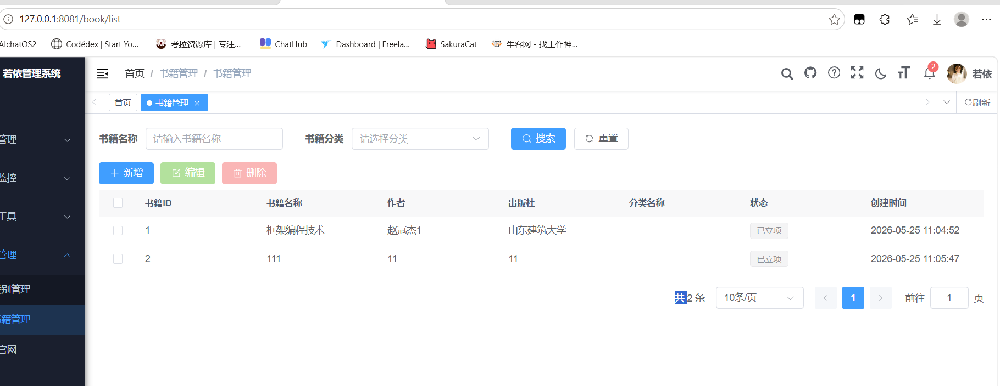 127.0.0.1:8081/book/list
AIchatOS2 Codédex | Start Yo... 考拉资源库 | 专注... ChatHub Dashboard | Freela... SakuraCat 牛客网 - 找工作神...
若依管理系统
首页 / 书籍管理 / 书籍管理
2
若依
首页 书籍管理 刷新
管理
监控
工具
管理
类别管理
书籍管理
官网
书籍名称 请输入书籍名称 书籍分类 请选择分类 搜索 重置
新增 编辑 删除
书籍ID 书籍名称 作者 出版社 分类名称 状态 创建时间
1 框架编程技术 赵冠杰1 山东建筑大学 已立项 2026-05-25 11:04:52
2 111 11 11 已立项 2026-05-25 11:05:47
共2 条 10条/页 1 前往 1 页